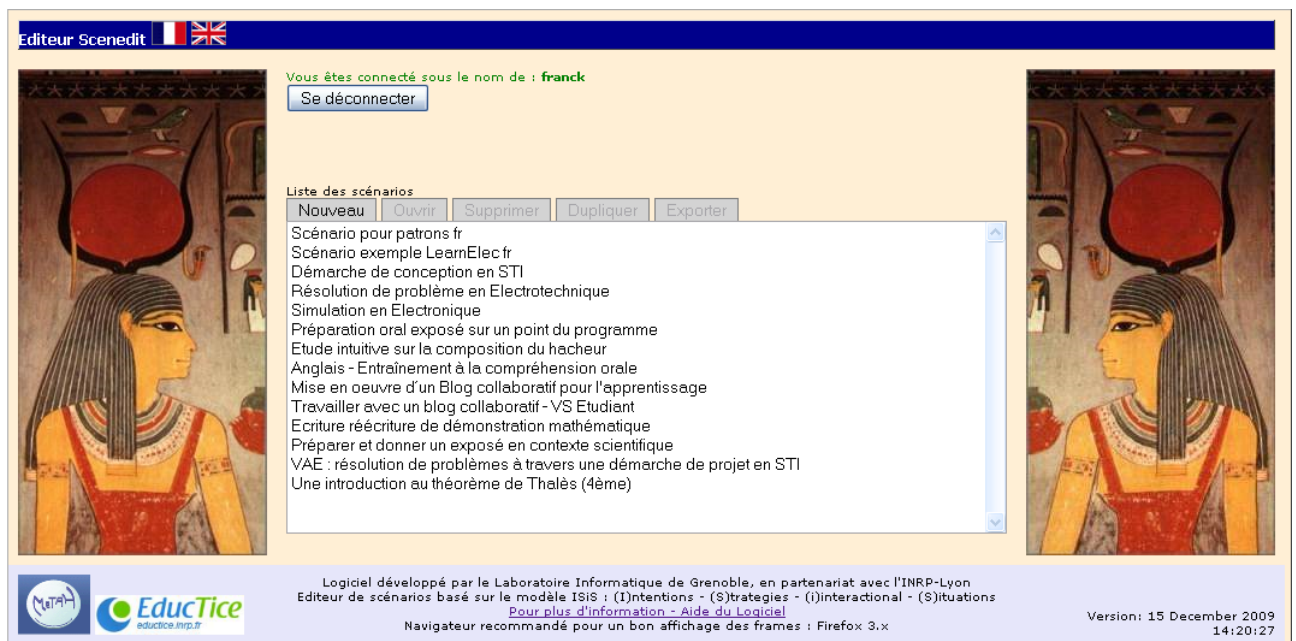 Editeur Scenedit
Vous êtes connecté sous le nom de : franck
Se déconnecter
Liste des scénarios
Nouveau Ouvrir Supprimer Dupliquer Exporter
Scénario pour patrons fr
Scénario exemple LearnElec fr
Démarche de conception en STI
Résolution de problème en Electrotechnique
Simulation en Electronique
Préparation oral exposé sur un point du programme
Etude intuitive sur la composition du hacheur
Anglais - Entraînement à la compréhension orale
Mise en oeuvre d´un Blog collaboratif pour l'apprentissage
Travailler avec un blog collaboratif - VS Etudiant
Ecriture réécriture de démonstration mathématique
Préparer et donner un exposé en contexte scientifique
VAE : résolution de problèmes à travers une démarche de projet en STI
Une introduction au théorème de Thalès (4ème)
MeTAH
EducTice
eductice.inrp.fr
Logiciel développé par le Laboratoire Informatique de Grenoble, en partenariat avec l'INRP-Lyon
Editeur de scénarios basé sur le modèle ISiS : (I)ntentions - (S)trategies - (i)interactional - (S)ituations
Pour plus d'information - Aide du Logiciel
Navigateur recommandé pour un bon affichage des frames : Firefox 3.x
Version: 15 December 2009
14:20:27